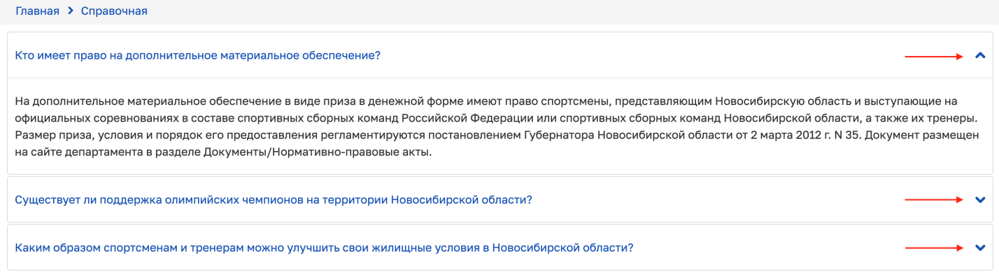 Главная Справочная
Кто имеет право на дополнительное материальное обеспечение?
На дополнительное материальное обеспечение в виде приза в денежной форме имеют право спортсмены, представляющим Новосибирскую область и выступающие на
официальных соревнованиях в составе спортивных сборных команд Российской Федерации или спортивных сборных команд Новосибирской области, а также их тренеры.
Размер приза, условия и порядок его предоставления регламентируются постановлением Губернатора Новосибирской области от 2 марта 2012 г. N 35. Документ размещен
на сайте департамента в разделе Документы/Нормативно-правовые акты.
Существует ли поддержка олимпийских чемпионов на территории Новосибирской области?
Каким образом спортсменам и тренерам можно улучшить свои жилищные условия в Новосибирской области?